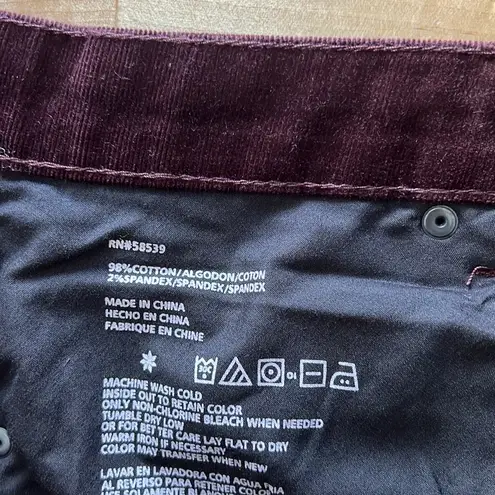 RN#58539
98%COTTON/ALGODON/COTON
2%SPANDEX/SPANDEX/SPANDEX
MADE IN CHINA
HECHO EN CHINA
FABRIQUE EN CHINE
30C
MACHINE WASH COLD
INSIDE OUT TO RETAIN COLOR
ONLY NON-CHLORINE BLEACH WHEN NEEDED
TUMBLE DRY LOW
OR FOR BETTER CARE LAY FLAT TO DRY
WARM IRON IF NECESSARY
COLOR MAY TRANSFER WHEN NEW
LAVAR EN LAVADORA CON AGUA FRIA
AL REVERSO PARA RETENER COLOR
USE SOLAMENTE